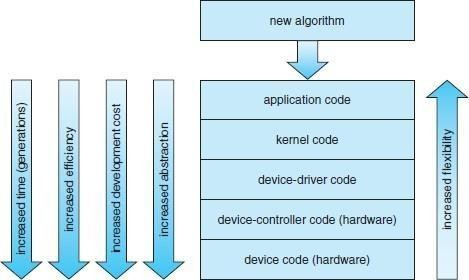 new algorithm
application code
kernel code
device-driver code
device-controller code (hardware)
device code (hardware)
increased time (generations)
increased efficiency
increased development cost
increased abstraction
increased flexibility